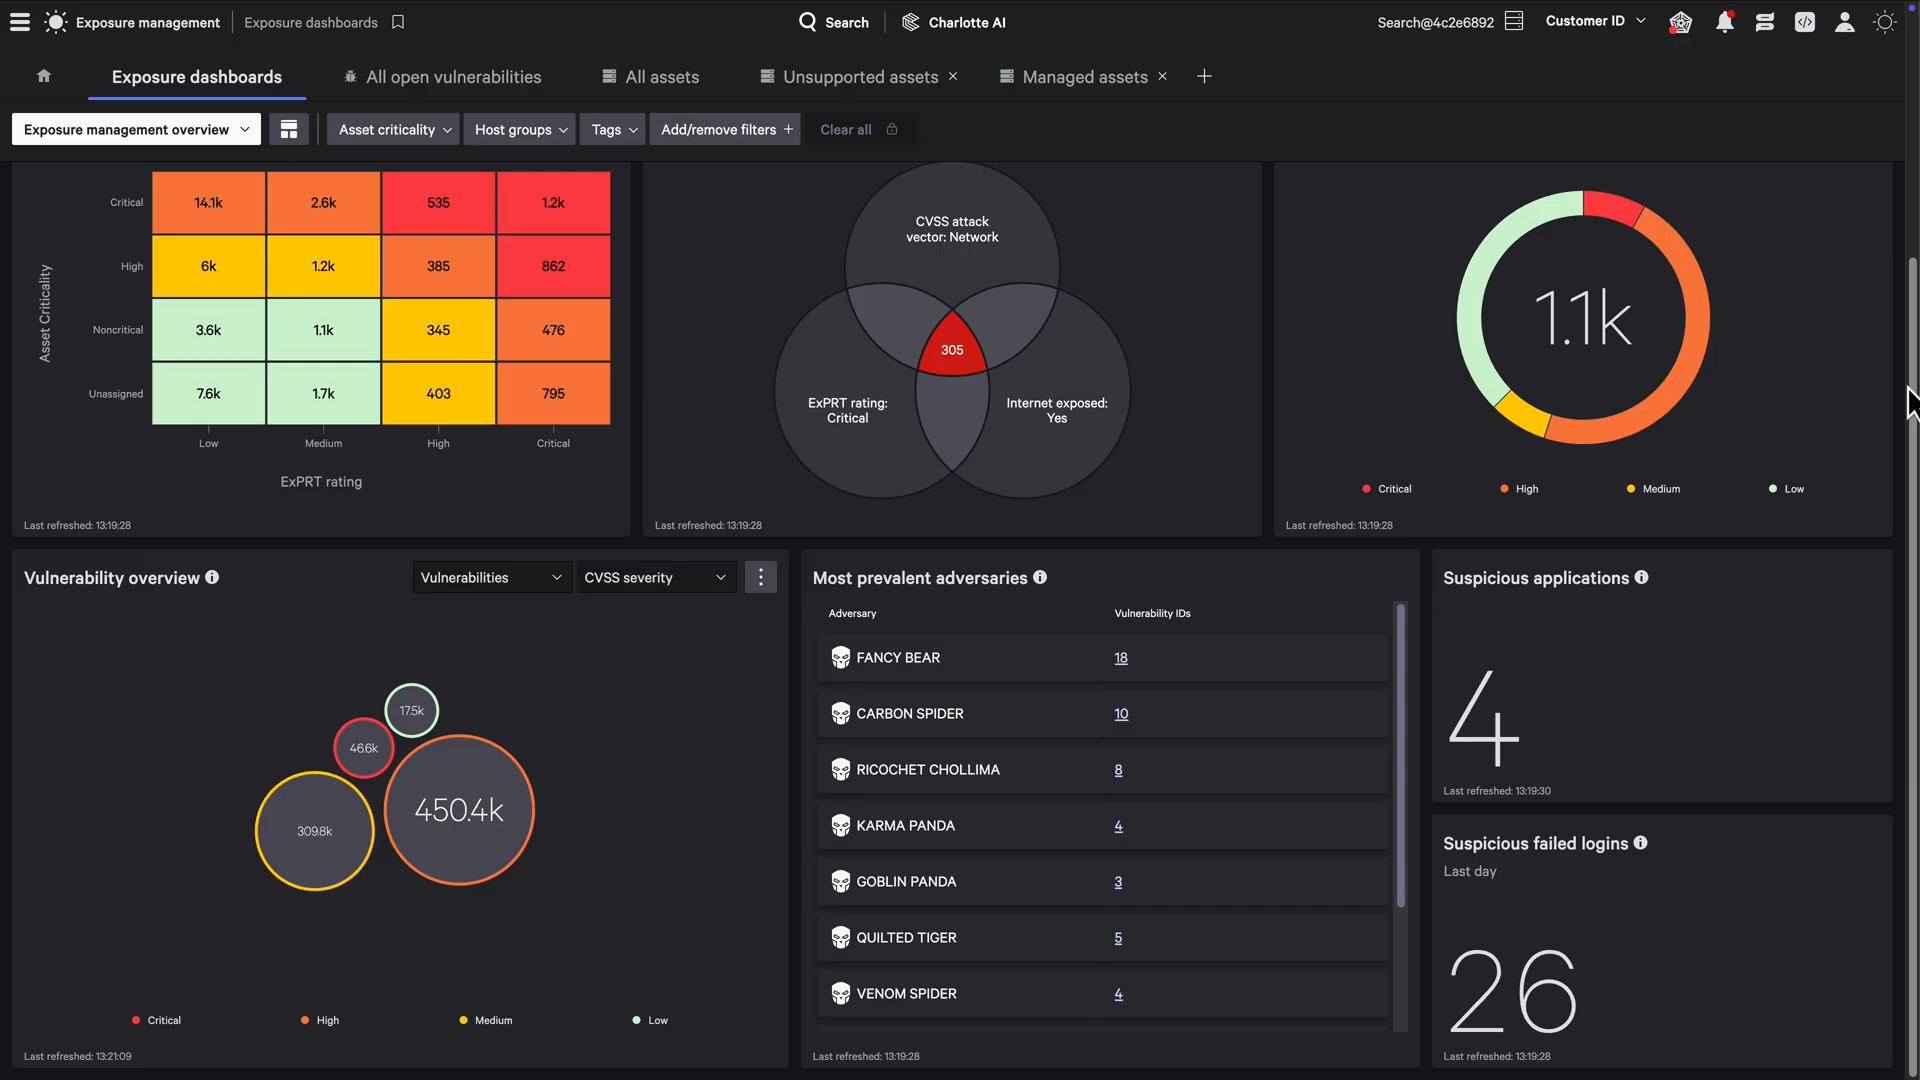 Exposure management
Exposure dashboards
Search
Charlotte AI
Search@4c2e6892
Customer ID
Exposure dashboards
All open vulnerabilities
All assets
Unsupported assets
Managed assets
Exposure management overview
Asset criticality
Host groups
Tags
Add/remove filters +
Clear all
Asset Criticality
Critical 14.1k 2.6k 535 1.2k
High 6k 1.2k 385 862
Noncritical 3.6k 1.1k 345 476
Unassigned 7.6k 1.7k 403 795
Low Medium High Critical
ExPRT rating
Last refreshed: 13:19:28
CVSS attack
vector: Network
305
ExPRT rating:
Critical
Internet exposed:
Yes
Last refreshed: 13:19:28
1.1k
Critical High Medium Low
Last refreshed: 13:19:28
Vulnerability overview
Vulnerabilities
CVSS severity
17.5k
46.6k
450.4k
309.8k
Critical High Medium Low
Last refreshed: 13:21:09
Most prevalent adversaries
Adversary Vulnerability IDs
FANCY BEAR 18
CARBON SPIDER 10
RICOCHET CHOLLIMA 8
KARMA PANDA 4
GOBLIN PANDA 3
QUILTED TIGER 5
VENOM SPIDER 4
Last refreshed: 13:19:28
Suspicious applications
4
Last refreshed: 13:19:30
Suspicious failed logins
Last day
26
Last refreshed: 13:19:28